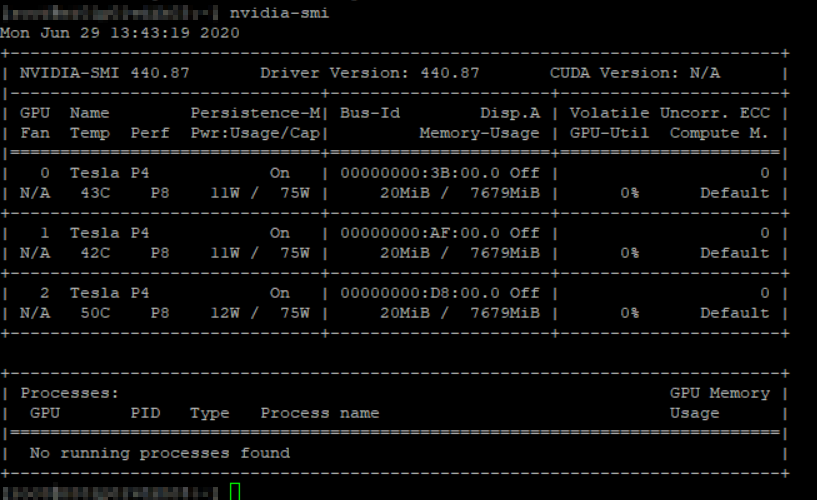 nvidia-smi
Mon Jun 29 13:43:19 2020
+-----------------------------------------------------------------------------+
| NVIDIA-SMI 440.87       Driver Version: 440.87       CUDA Version: N/A      |
|-------------------------------+----------------------+----------------------+
| GPU  Name        Persistence-M| Bus-Id        Disp.A | Volatile Uncorr. ECC |
| Fan  Temp  Perf  Pwr:Usage/Cap|         Memory-Usage | GPU-Util  Compute M. |
|===============================+======================+======================|
|   0  Tesla P4            On   | 00000000:3B:00.0 Off |                    0 |
| N/A   43C    P8    11W /  75W |     20MiB /  7679MiB |      0%      Default |
+-------------------------------+----------------------+----------------------+
|   1  Tesla P4            On   | 00000000:AF:00.0 Off |                    0 |
| N/A   42C    P8    11W /  75W |     20MiB /  7679MiB |      0%      Default |
+-------------------------------+----------------------+----------------------+
|   2  Tesla P4            On   | 00000000:D8:00.0 Off |                    0 |
| N/A   50C    P8    12W /  75W |     20MiB /  7679MiB |      0%      Default |
+-------------------------------+----------------------+----------------------+
+-----------------------------------------------------------------------------+
| Processes:                                                       GPU Memory |
|  GPU       PID   Type   Process name                             Usage      |
|=============================================================================|
|  No running processes found                                                 |
+-----------------------------------------------------------------------------+